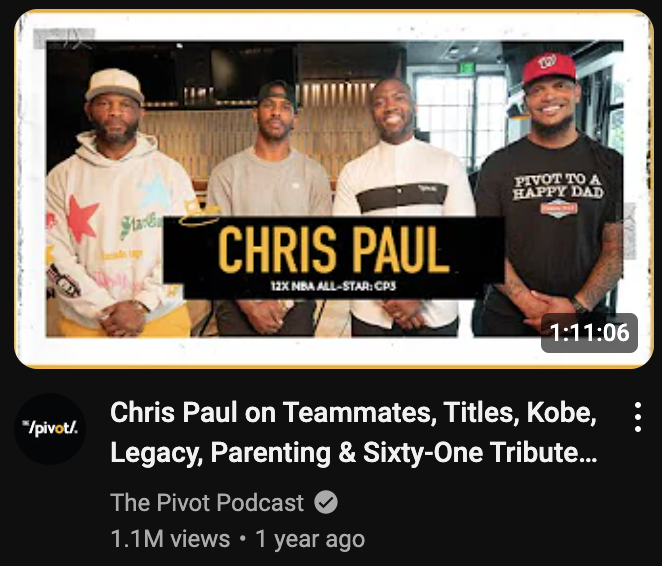 PIVOT TO A
HAPPY DAD
CHRIS PAUL
12X NBA ALL-STAR: CP3
1:11:06
THE /pivot/.
Chris Paul on Teammates, Titles, Kobe,
Legacy, Parenting & Sixty-One Tribute...
The Pivot Podcast
1.1M views • 1 year ago